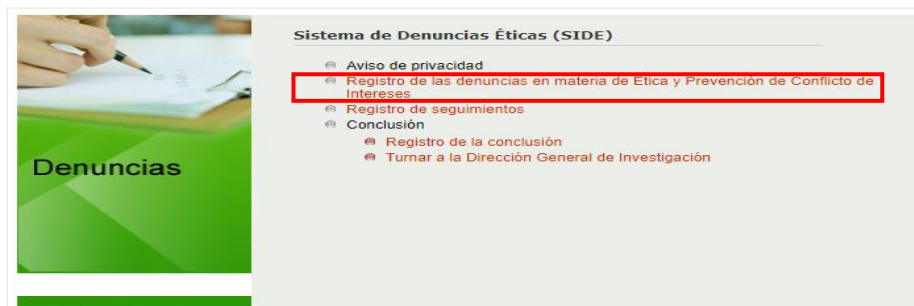 Sistema de Denuncias Éticas (SIDE)
Aviso de privacidad
Registro de las denuncias en materia de Ética y Prevención de Conflicto de
Intereses
Registro de seguimientos
Conclusión
Registro de la conclusión
Turnar a la Dirección General de Investigación
Denuncias